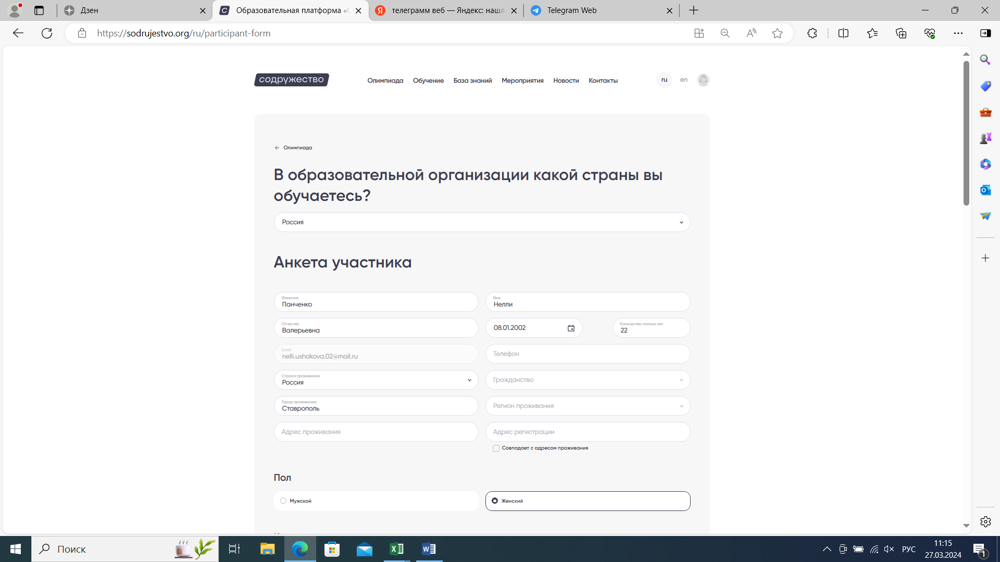 Дзен
Образовательная платформа «
телеграмм веб — Яндекс: нашл
Telegram Web
https://sodrujestvo.org/ru/participant-form
содружество
Олимпиада
Обучение
База знаний
Мероприятия
Новости
Контакты
ru
en
Олимпиада
В образовательной организации какой страны вы
обучаетесь?
Россия
Анкета участника
Фамилия
Панченко
Имя
Нелли
Отчество
Валерьевна
08.01.2002
Количество полных лет
22
Email
nelli.ushakova.02@mail.ru
Телефон
Страна проживания
Россия
Гражданство
Город проживания
Ставрополь
Регион проживания
Адрес проживания
Адрес регистрации
Совпадает с адресом проживания
Пол
Мужской
Женский
Поиск
РУС
11:15
27.03.2024
1